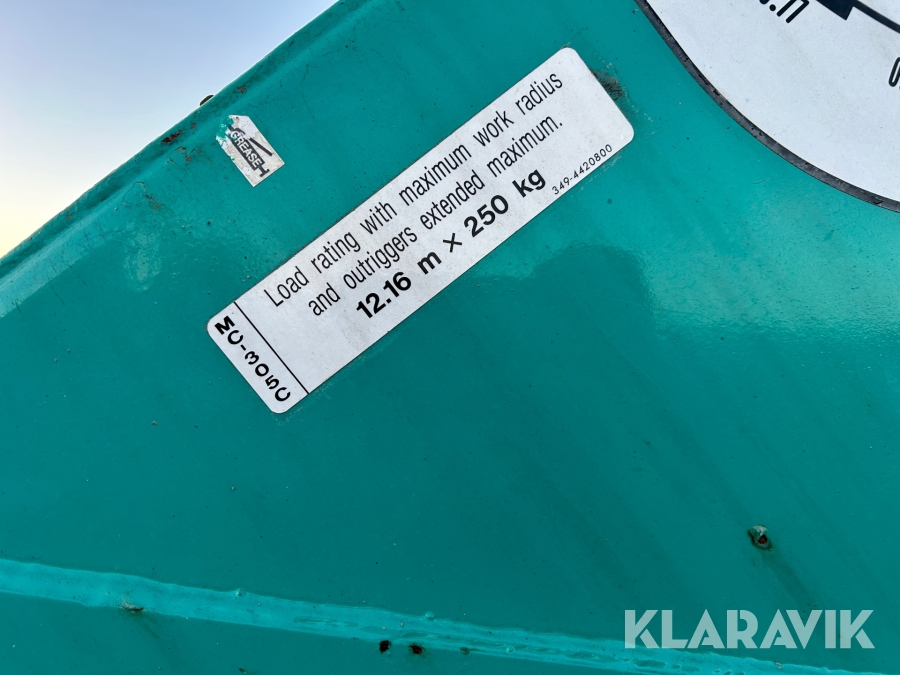 GREASE
Load rating with maximum work radius
and outriggers extended maximum.
12.16 m × 250 kg
349-4420800
MC-305C
KLARAVIK